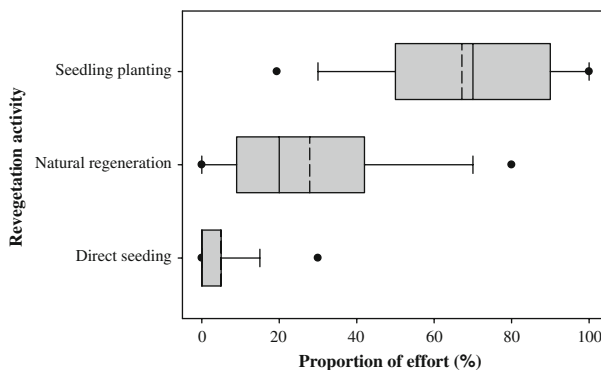 Revegetation activity
Seedling planting
Natural regeneration
Direct seeding
0 20 40 60 80 100
Proportion of effort (%)